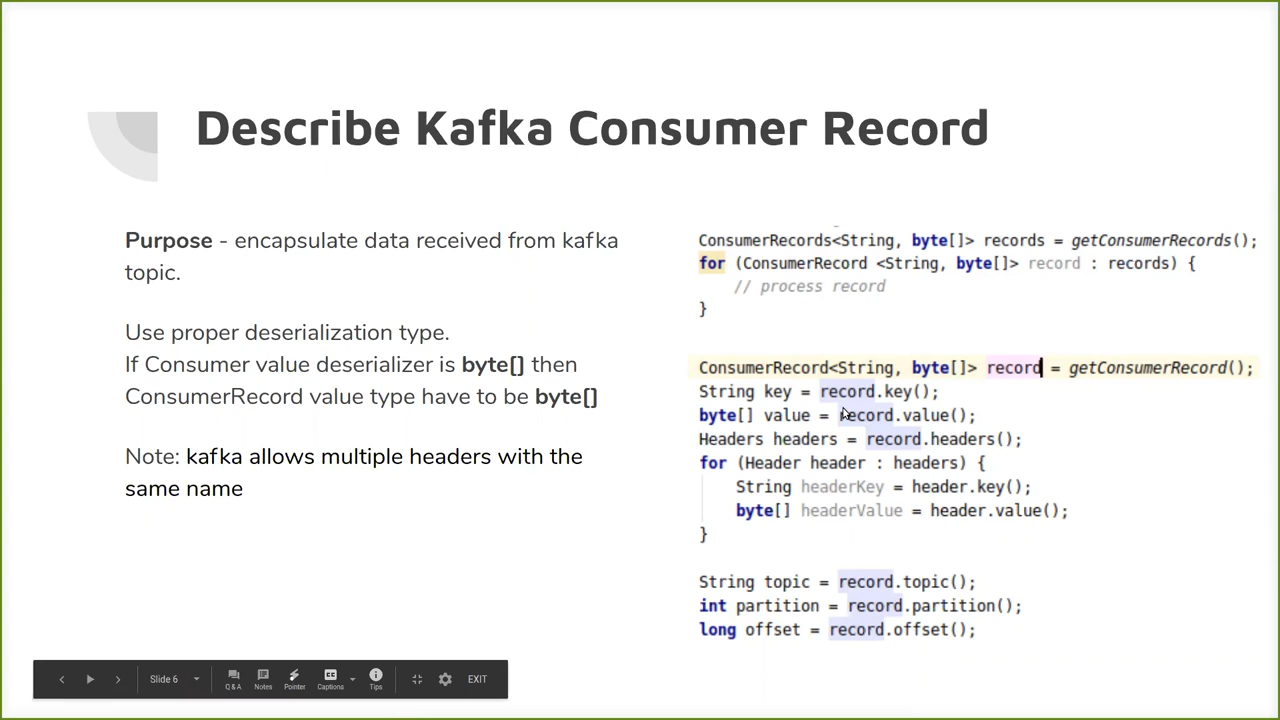 Describe Kafka Consumer Record
Purpose - encapsulate data received from kafka
topic.
Use proper deserialization type.
If Consumer value deserializer is byte[] then
ConsumerRecord value type have to be byte[]
Note: kafka allows multiple headers with the
same name
ConsumerRecords<String, byte[]> records = getConsumerRecords();
for (ConsumerRecord <String, byte[]> record : records) {
// process record
}
ConsumerRecord<String, byte[]> record = getConsumerRecord();
String key = record.key();
byte[] value = record.value();
Headers headers = record.headers();
for (Header header : headers) {
String headerKey = header.key();
byte[] headerValue = header.value();
}
String topic = record.topic();
int partition = record.partition();
long offset = record.offset();
Slide 6
Q & A
Notes
Pointer
CC
Captions
Tips
EXIT